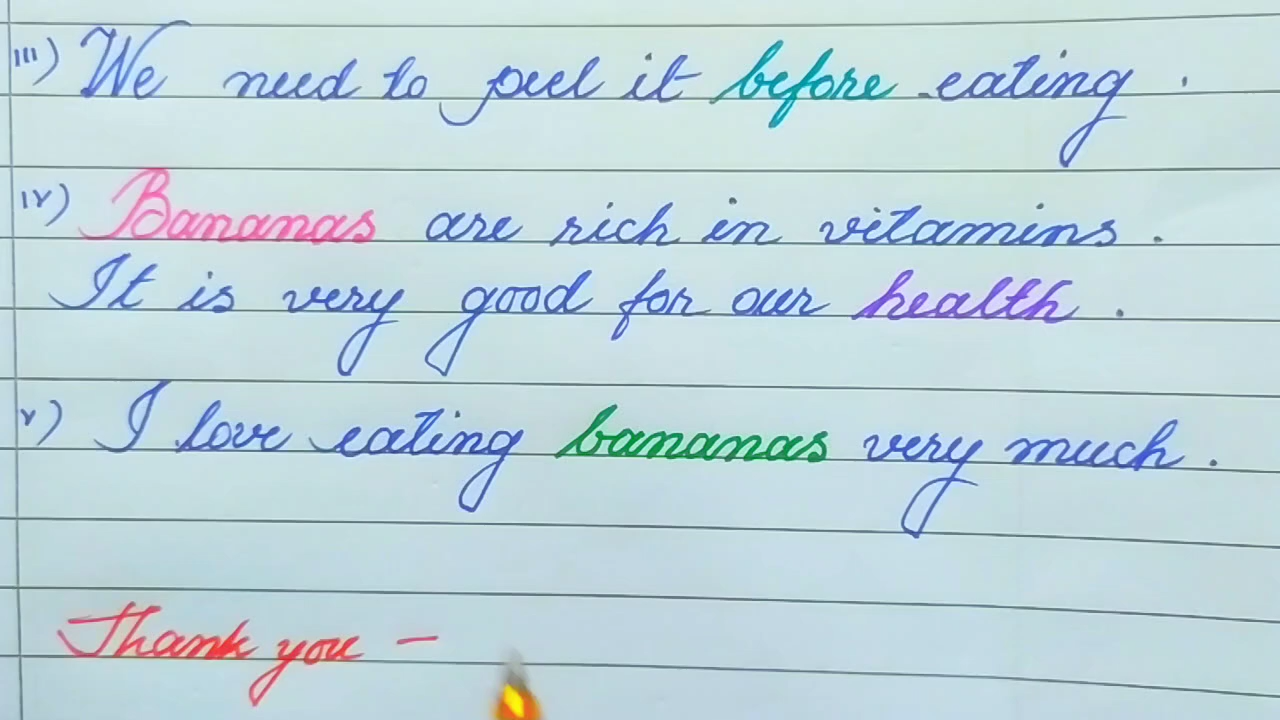 iii) We need to peel it before eating.
iv) Bananas are rich in vitamins.
It is very good for our health.
v) I love eating bananas very much.
Thank you -